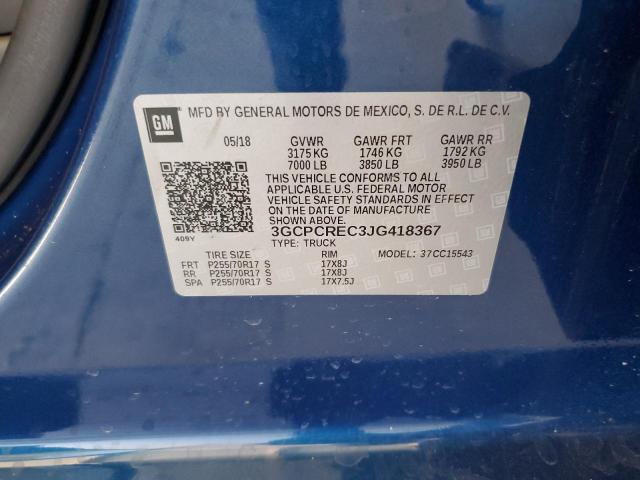 GM
MFD BY GENERAL MOTORS DE MEXICO, S. DE R.L. DE C.V.
05/18 GVWR GAWR FRT GAWR RR
3175 KG 1746 KG 1792 KG
7000 LB 3850 LB 3950 LB
THIS VEHICLE CONFORMS TO ALL
APPLICABLE U.S. FEDERAL MOTOR
VEHICLE SAFETY STANDARDS IN EFFECT
ON THE DATE OF MANUFACTURE
SHOWN ABOVE.
409Y 3GCPCREC3JG418367
TYPE: TRUCK MODEL: 37CC15543
TIRE SIZE RIM
FRT P255/70R17 S 17X8J
RR P255/70R17 S 17X8J
SPA P255/70R17 S 17X7.5J